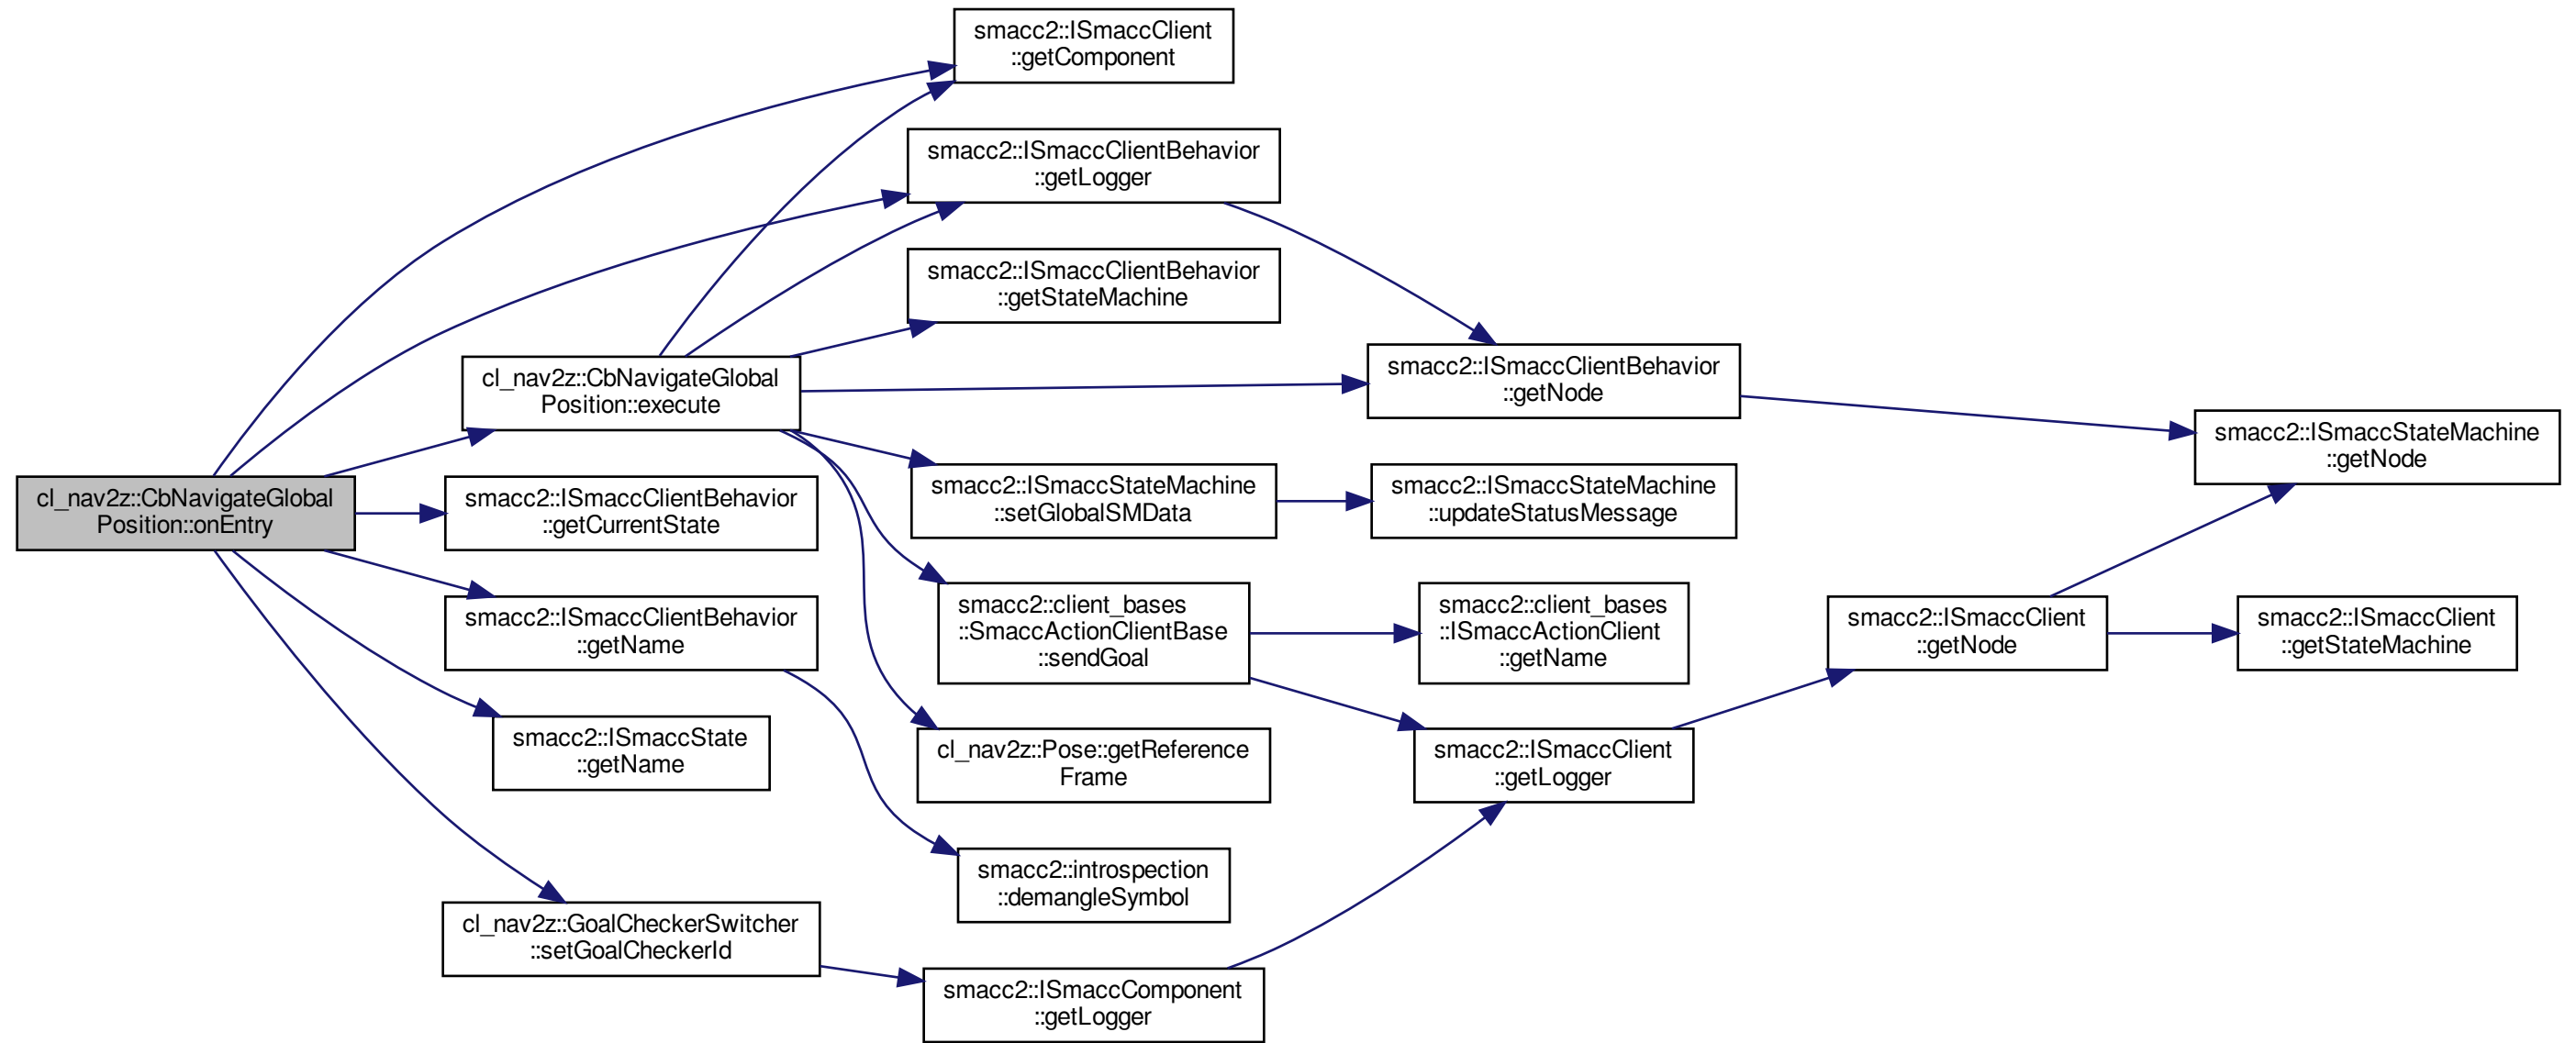 smacc2::ISmaccClient
::getComponent
smacc2::ISmaccClientBehavior
::getLogger
smacc2::ISmaccClientBehavior
::getStateMachine
cl_nav2z::CbNavigateGlobal
Position::execute
smacc2::ISmaccClientBehavior
::getNode
smacc2::ISmaccStateMachine
::getNode
cl_nav2z::CbNavigateGlobal
Position::onEntry
smacc2::ISmaccClientBehavior
::getCurrentState
smacc2::ISmaccStateMachine
::setGlobalSMData
smacc2::ISmaccStateMachine
::updateStatusMessage
smacc2::ISmaccClientBehavior
::getName
smacc2::client_bases
::SmaccActionClientBase
::sendGoal
smacc2::client_bases
::ISmaccActionClient
::getName
smacc2::ISmaccClient
::getNode
smacc2::ISmaccClient
::getStateMachine
smacc2::ISmaccState
::getName
cl_nav2z::Pose::getReference
Frame
smacc2::ISmaccClient
::getLogger
smacc2::introspection
::demangleSymbol
cl_nav2z::GoalCheckerSwitcher
::setGoalCheckerId
smacc2::ISmaccComponent
::getLogger